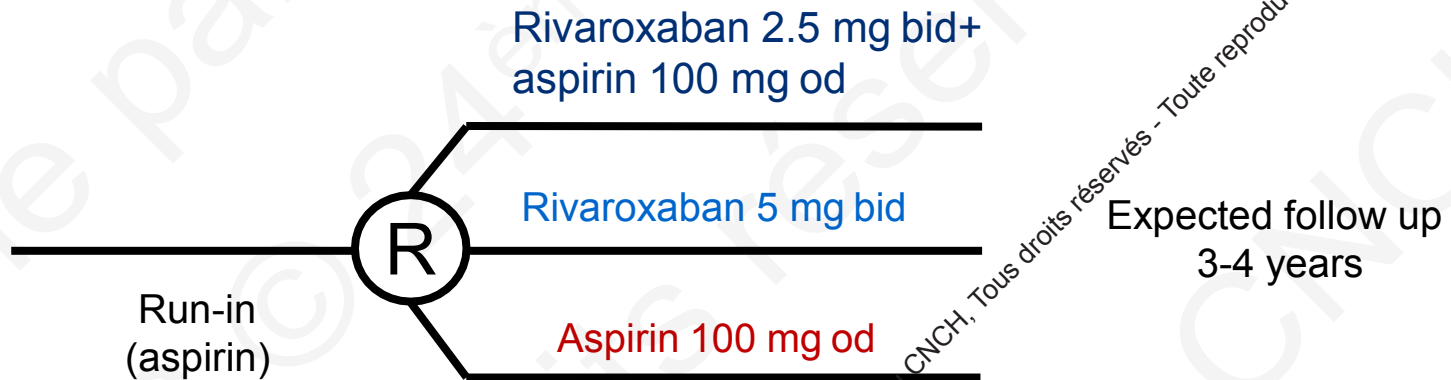 Rivaroxaban 2.5 mg bid+
aspirin 100 mg od
Rivaroxaban 5 mg bid
R
Run-in
(aspirin)
Aspirin 100 mg od
Expected follow up
3-4 years
CNCH, Tous droits réservés - Toute
© 24